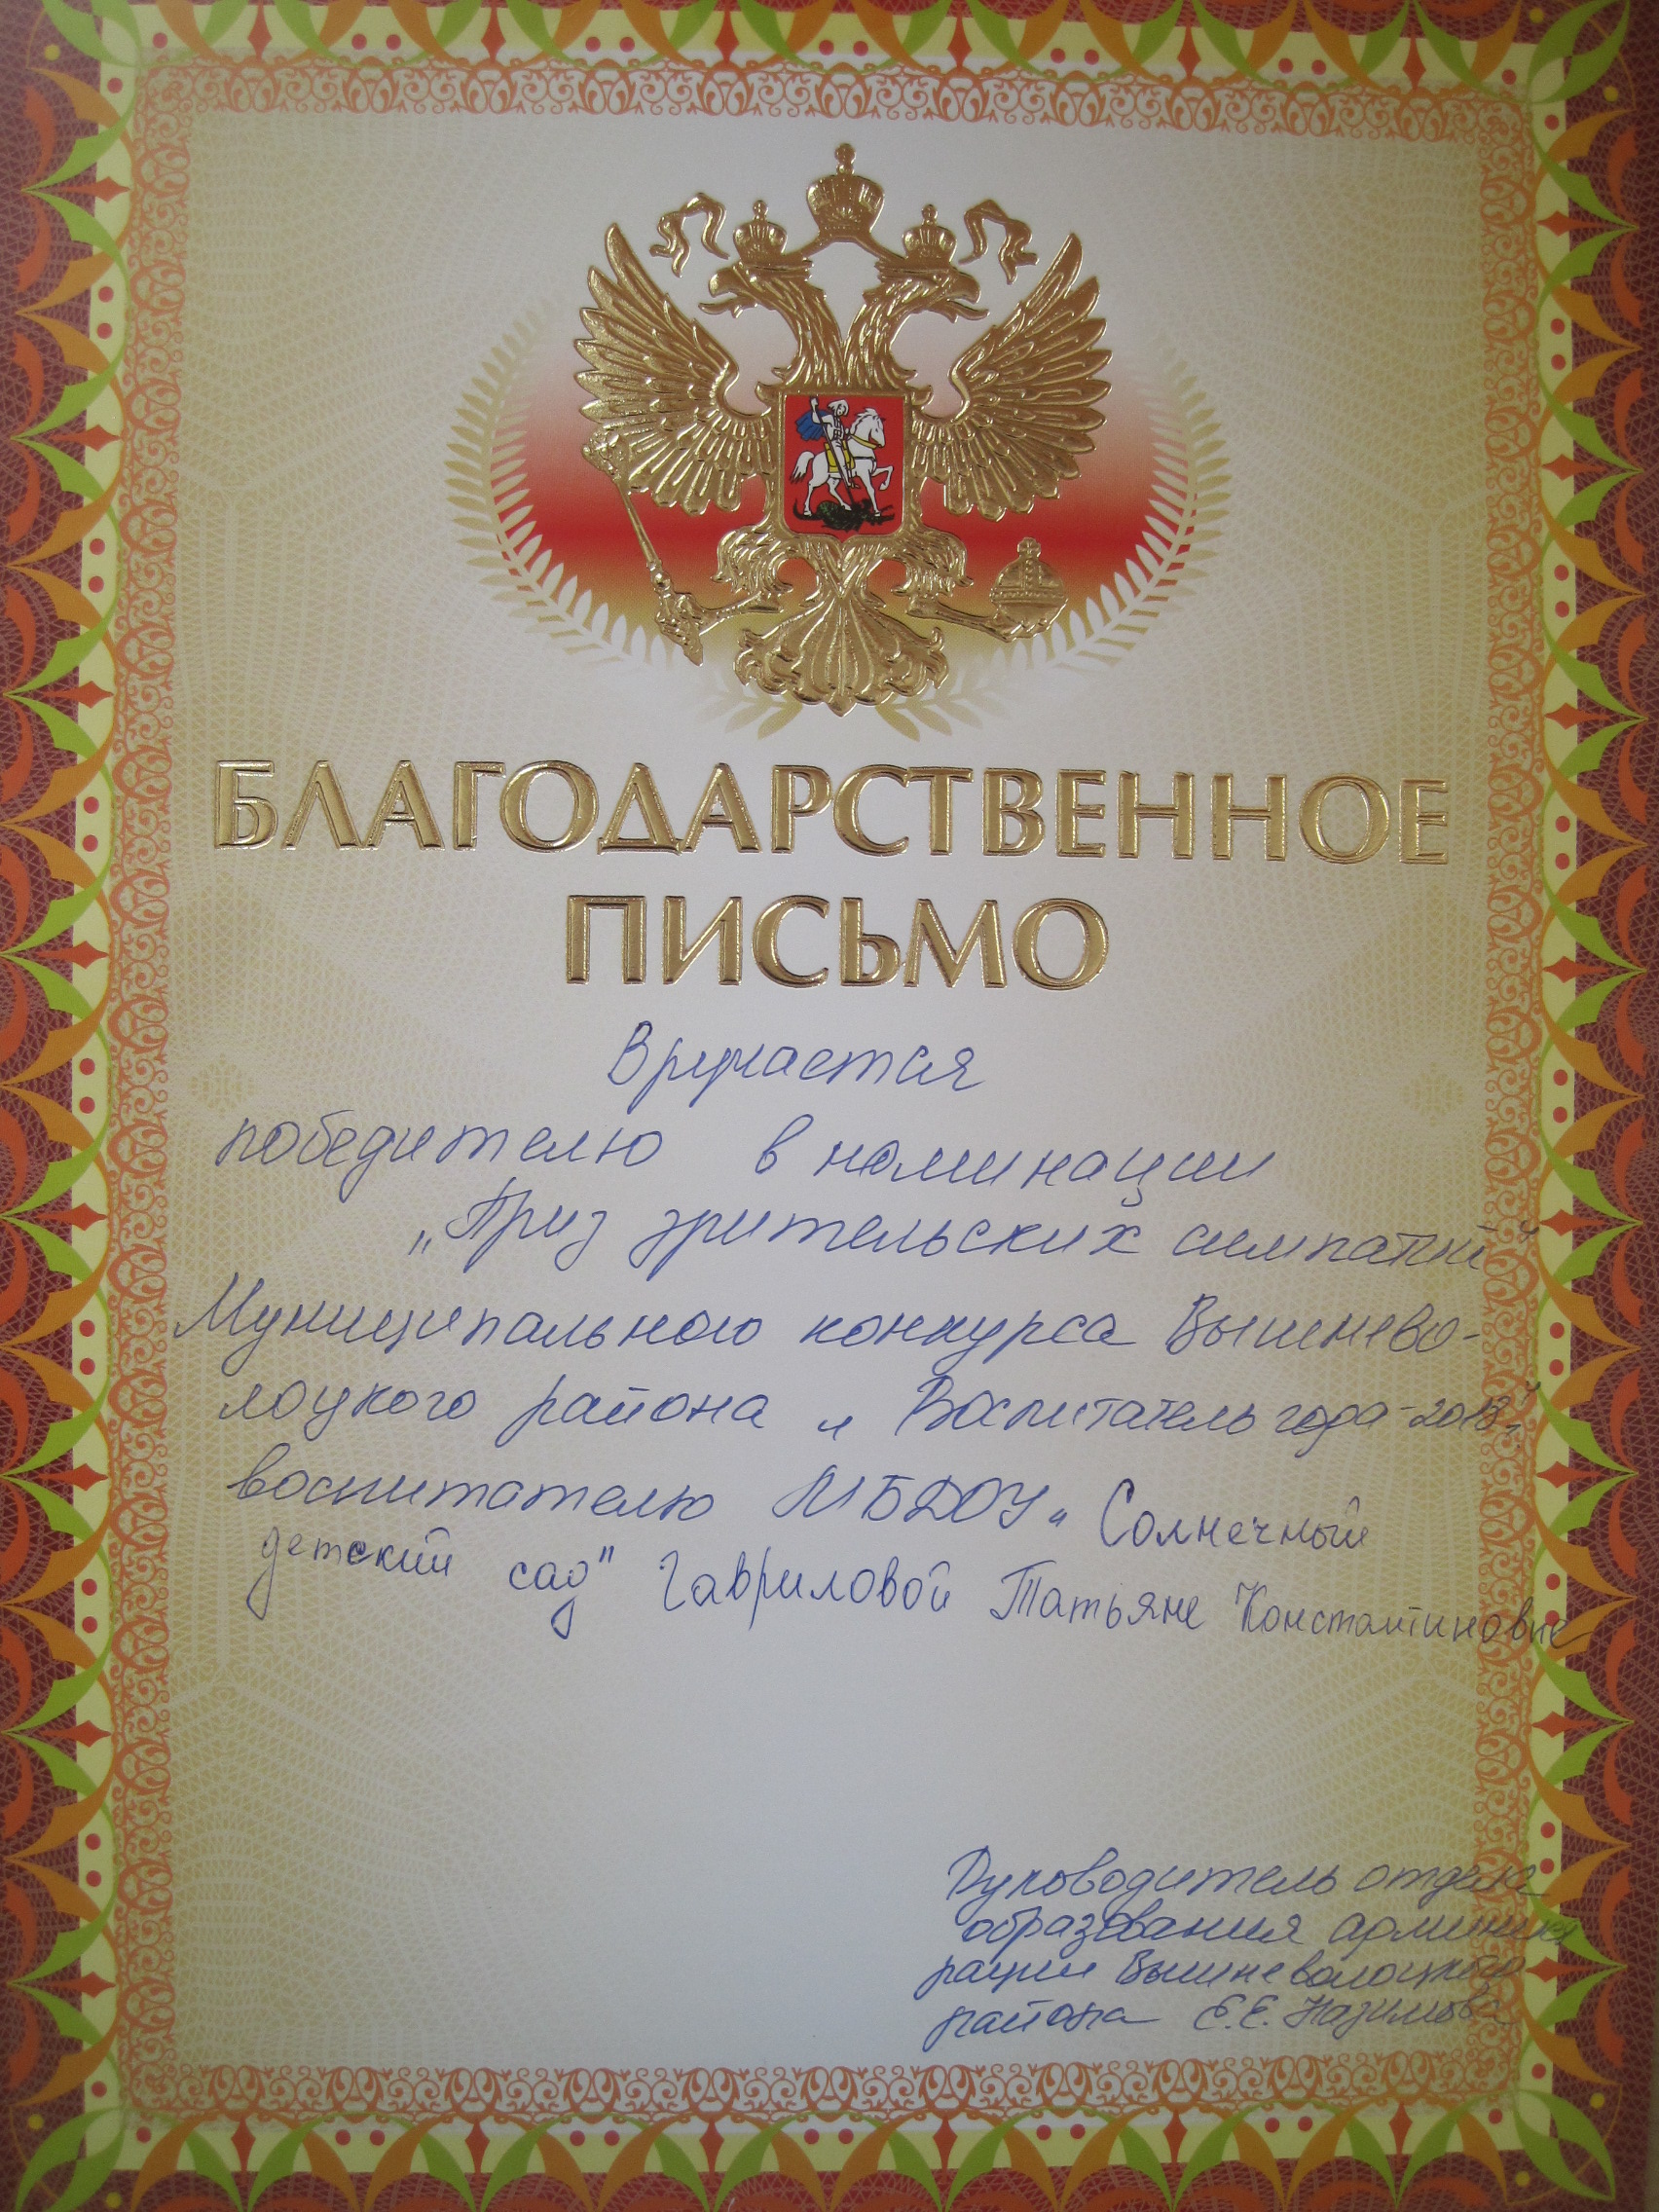 БЛАГОДАРСТВЕННОЕ
ПИСЬМО
Вручается
победителю в номинации
„Приз зрительских симпатий"
Муниципального конкурса Вышнево-
лоцкого района „ Воспитатель года-2013"
воспитателю МБДОУ „ Солнечный
детский сад" Гавриловой Татьяне Константиновне
Руководитель отдела
образования админист
рации Вышневолоцкого
района Е.Е. Назимова